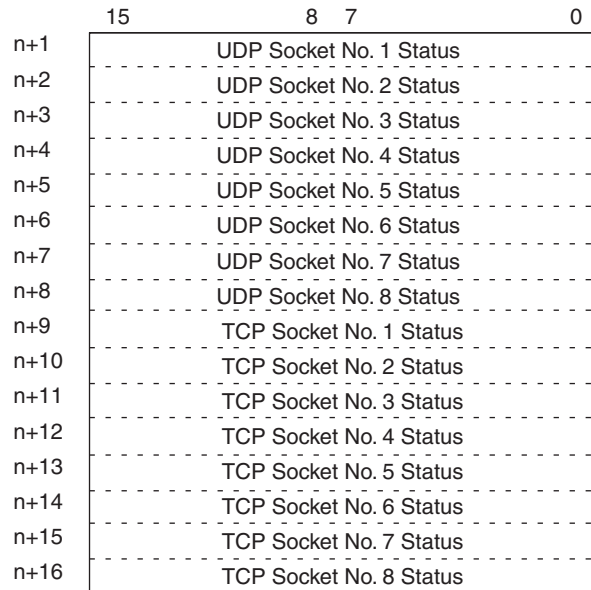 15 8 7 0
n+1 UDP Socket No. 1 Status
n+2 UDP Socket No. 2 Status
n+3 UDP Socket No. 3 Status
n+4 UDP Socket No. 4 Status
n+5 UDP Socket No. 5 Status
n+6 UDP Socket No. 6 Status
n+7 UDP Socket No. 7 Status
n+8 UDP Socket No. 8 Status
n+9 TCP Socket No. 1 Status
n+10 TCP Socket No. 2 Status
n+11 TCP Socket No. 3 Status
n+12 TCP Socket No. 4 Status
n+13 TCP Socket No. 5 Status
n+14 TCP Socket No. 6 Status
n+15 TCP Socket No. 7 Status
n+16 TCP Socket No. 8 Status